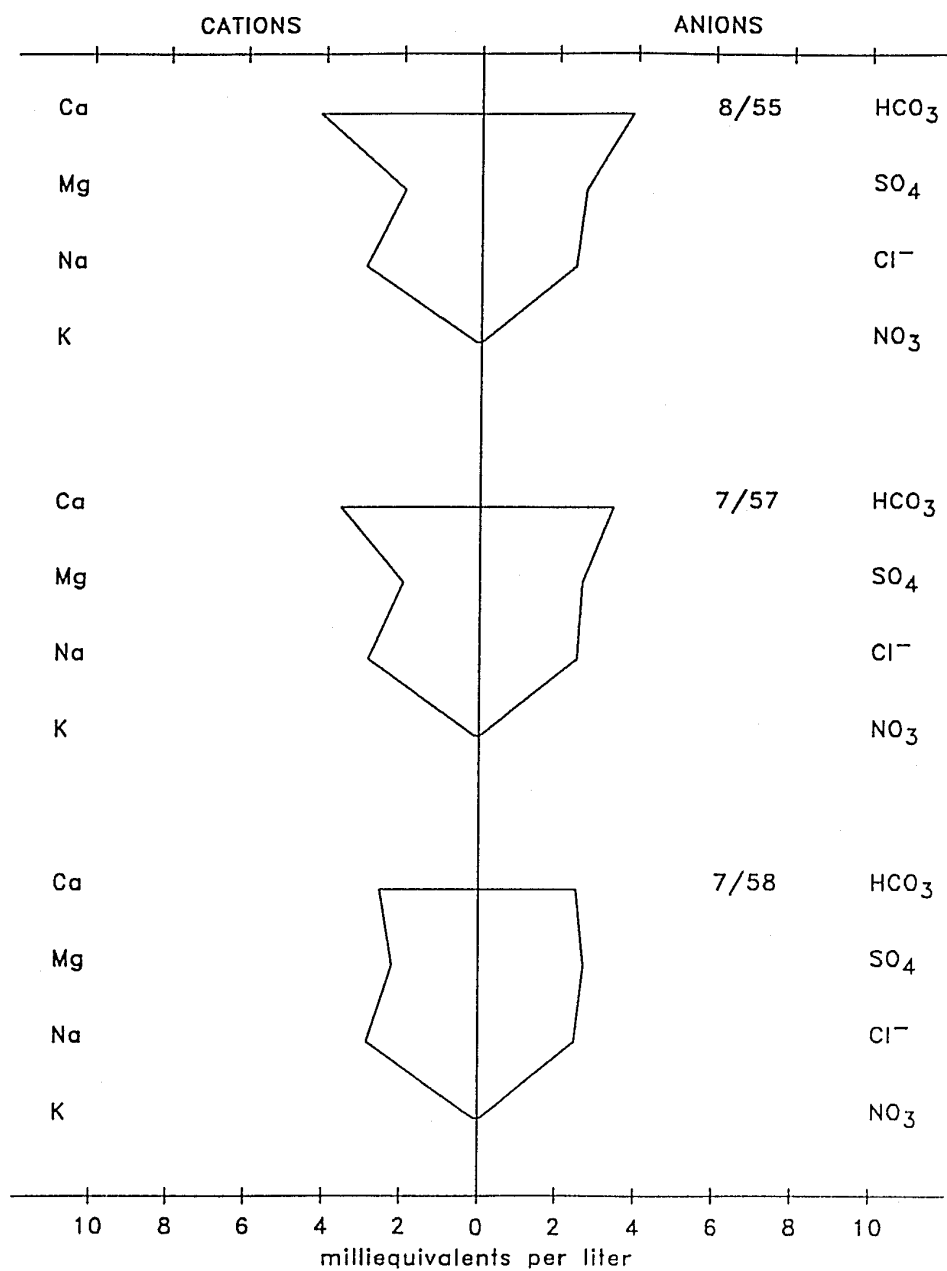 CATIONS ANIONS
Ca 8/55 HCO3
Mg SO4
Na Cl−
K NO3
Ca 7/57 HCO3
Mg SO4
Na Cl−
K NO3
Ca 7/58 HCO3
Mg SO4
Na Cl−
K NO3
10 8 6 4 2 0 2 4 6 8 10
milliequivalents per liter